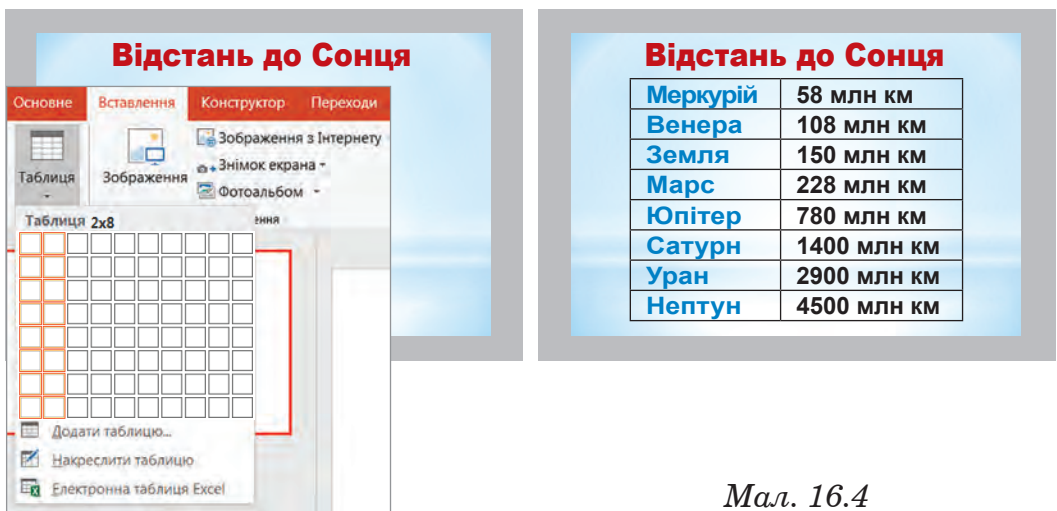 Відстань до Сонця
Основне Вставлення Конструктор Переходи
Таблиця
Зображення
Зображення з Інтернету
Знімок екрана
Фотоальбом
Таблиця 2x8
ння
Додати таблицю...
Накреслити таблицю
Електронна таблиця Excel
Відстань до Сонця
Меркурій 58 млн км
Венера 108 млн км
Земля 150 млн км
Марс 228 млн км
Юпітер 780 млн км
Сатурн 1400 млн км
Уран 2900 млн км
Нептун 4500 млн км
Мал. 16.4